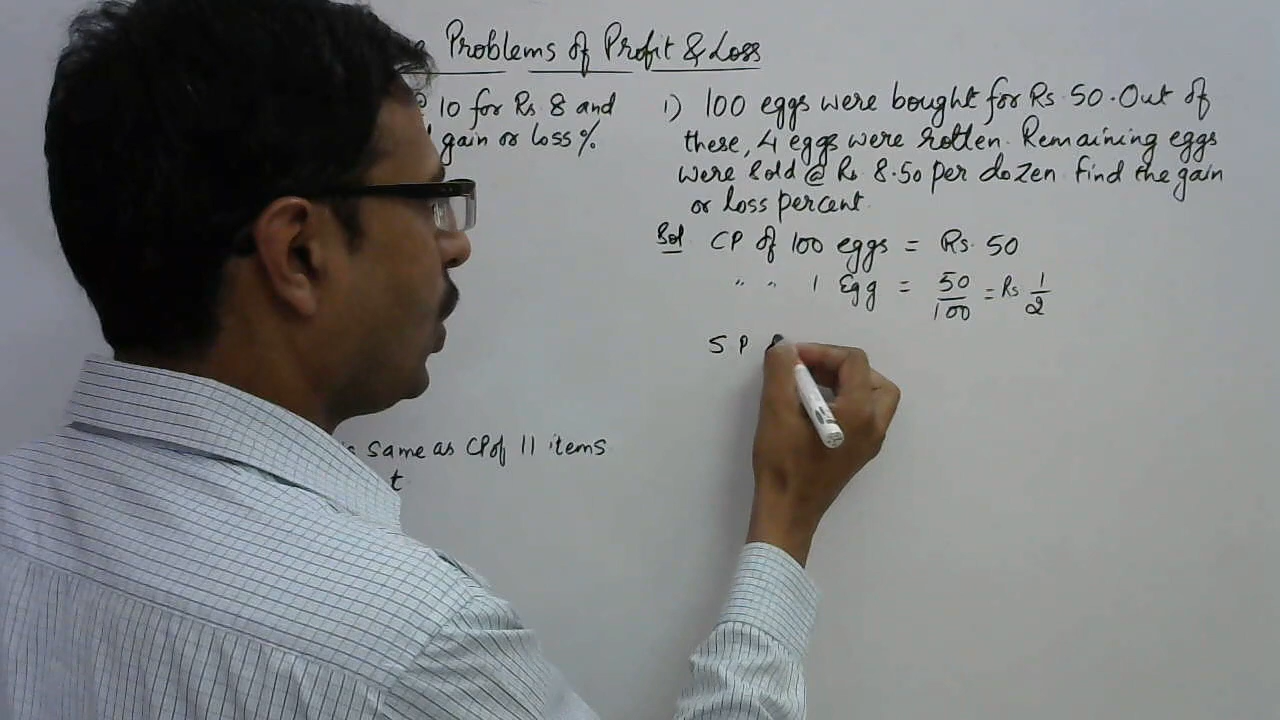 Problems of Profit & Loss
10 for Rs 8 and
gain or loss %
same as CP of 11 items
t
1) 100 eggs were bought for Rs. 50. Out of
these, 4 eggs were rotten. Remaining eggs
were sold @ Rs 8.50 per dozen. Find the gain
or loss percent.
Sol CP of 100 eggs = Rs. 50
" " 1 Egg = 50/100 = Rs 1/2
S P